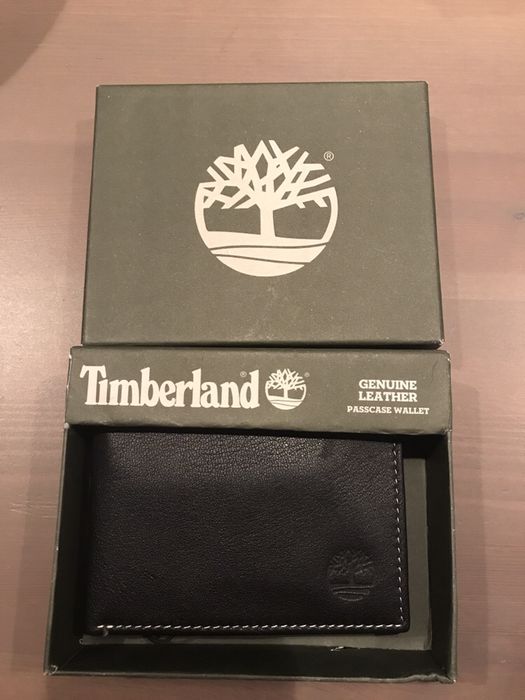 ®
Timberland®
®
GENUINE
LEATHER
PASSCASE WALLET